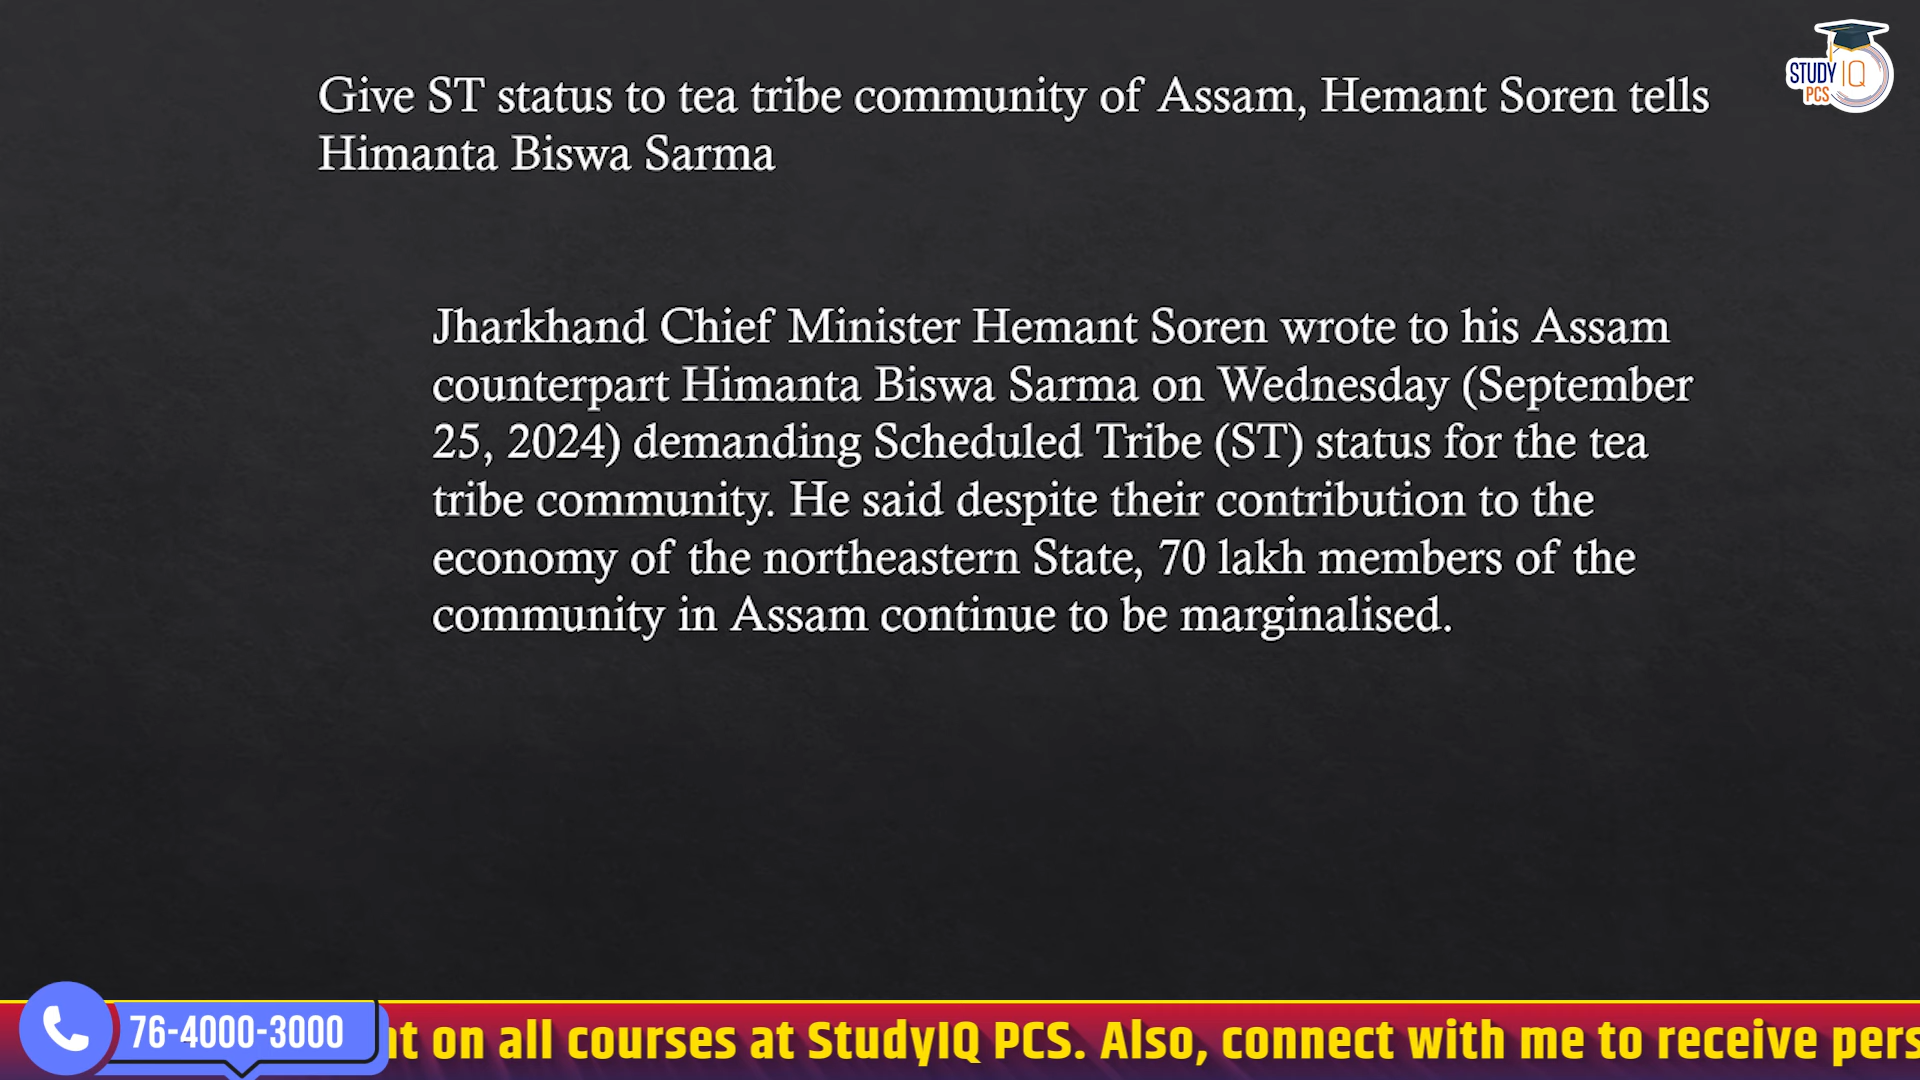 STUDY IQ
PCS
Give ST status to tea tribe community of Assam, Hemant Soren tells
Himanta Biswa Sarma
Jharkhand Chief Minister Hemant Soren wrote to his Assam
counterpart Himanta Biswa Sarma on Wednesday (September
25, 2024) demanding Scheduled Tribe (ST) status for the tea
tribe community. He said despite their contribution to the
economy of the northeastern State, 70 lakh members of the
community in Assam continue to be marginalised.
76-4000-3000
on all courses at StudyIQ PCS. Also, connect with me to receive